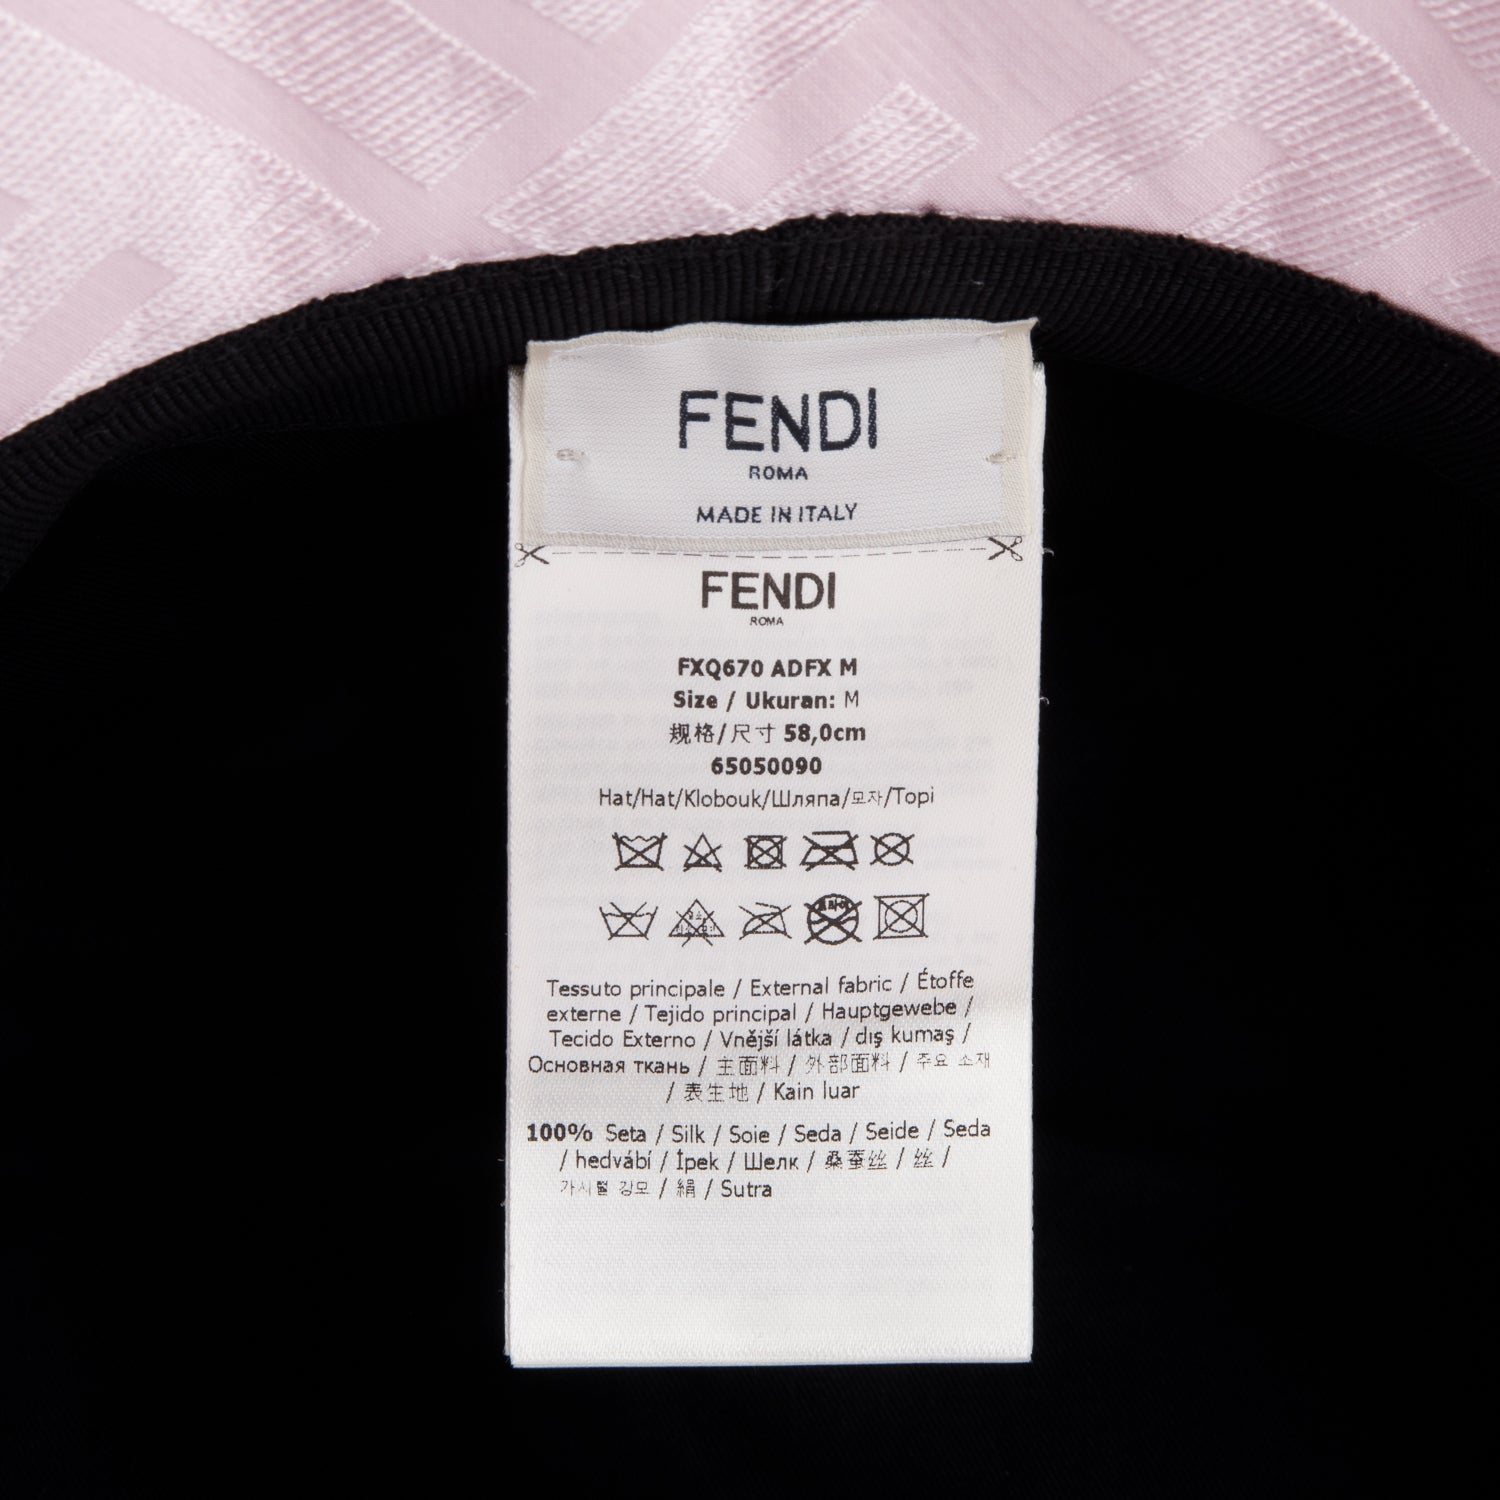 FENDI
ROMA
MADE IN ITALY
FENDI
ROMA
FXQ670 ADFX M
Size / Ukuran: M
规格/尺寸 58,0cm
65050090
Hat/Hat/Klobouk/Шляпа/모자/Topi
Tessuto principale / External fabric / Étoffe
externe / Tejido principal / Hauptgewebe /
Tecido Externo / Vnější látka / dış kumaş /
Основная ткань / 主面料 / 外部面料 / 주요 소재
/ 表生地 / Kain luar
100% Seta / Silk / Soie / Seda / Seide / Seda
/ hedvábí / İpek / Шелк / 桑蚕丝 / 丝 /
/ 絹 / Sutra